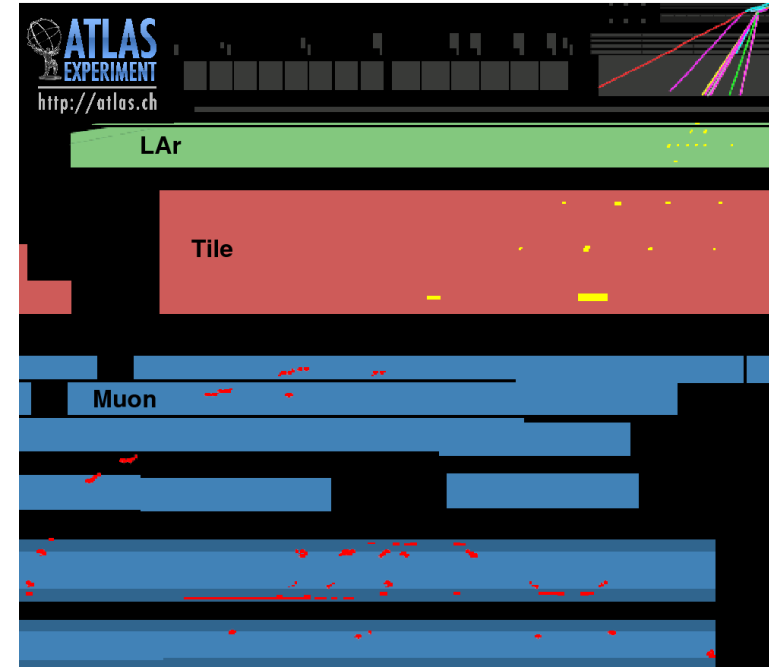 ATLAS
EXPERIMENT
http://atlas.ch
LAr
Tile
Muon